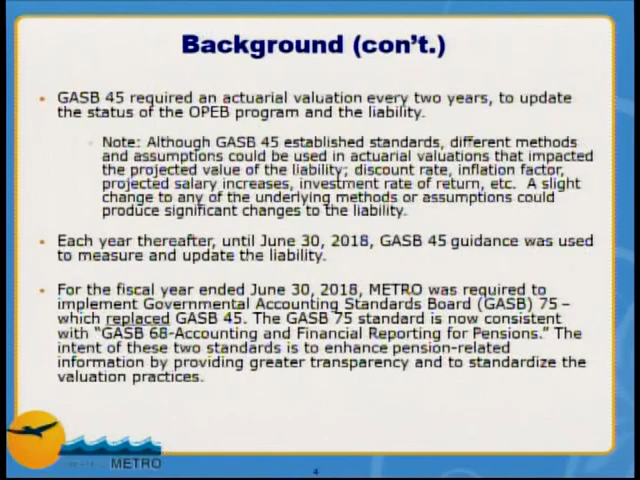 Background (con't.)
• GASB 45 required an actuarial valuation every two years, to update
the status of the OPEB program and the liability.
◦ Note: Although GASB 45 established standards, different methods
and assumptions could be used in actuarial valuations that impacted
the projected value of the liability; discount rate, inflation factor,
projected salary increases, investment rate of return, etc. A slight
change to any of the underlying methods or assumptions could
produce significant changes to the liability.
• Each year thereafter, until June 30, 2018, GASB 45 guidance was used
to measure and update the liability.
• For the fiscal year ended June 30, 2018, METRO was required to
implement Governmental Accounting Standards Board (GASB) 75 –
which replaced GASB 45. The GASB 75 standard is now consistent
with "GASB 68-Accounting and Financial Reporting for Pensions." The
intent of these two standards is to enhance pension-related
information by providing greater transparency and to standardize the
valuation practices.
METRO
4